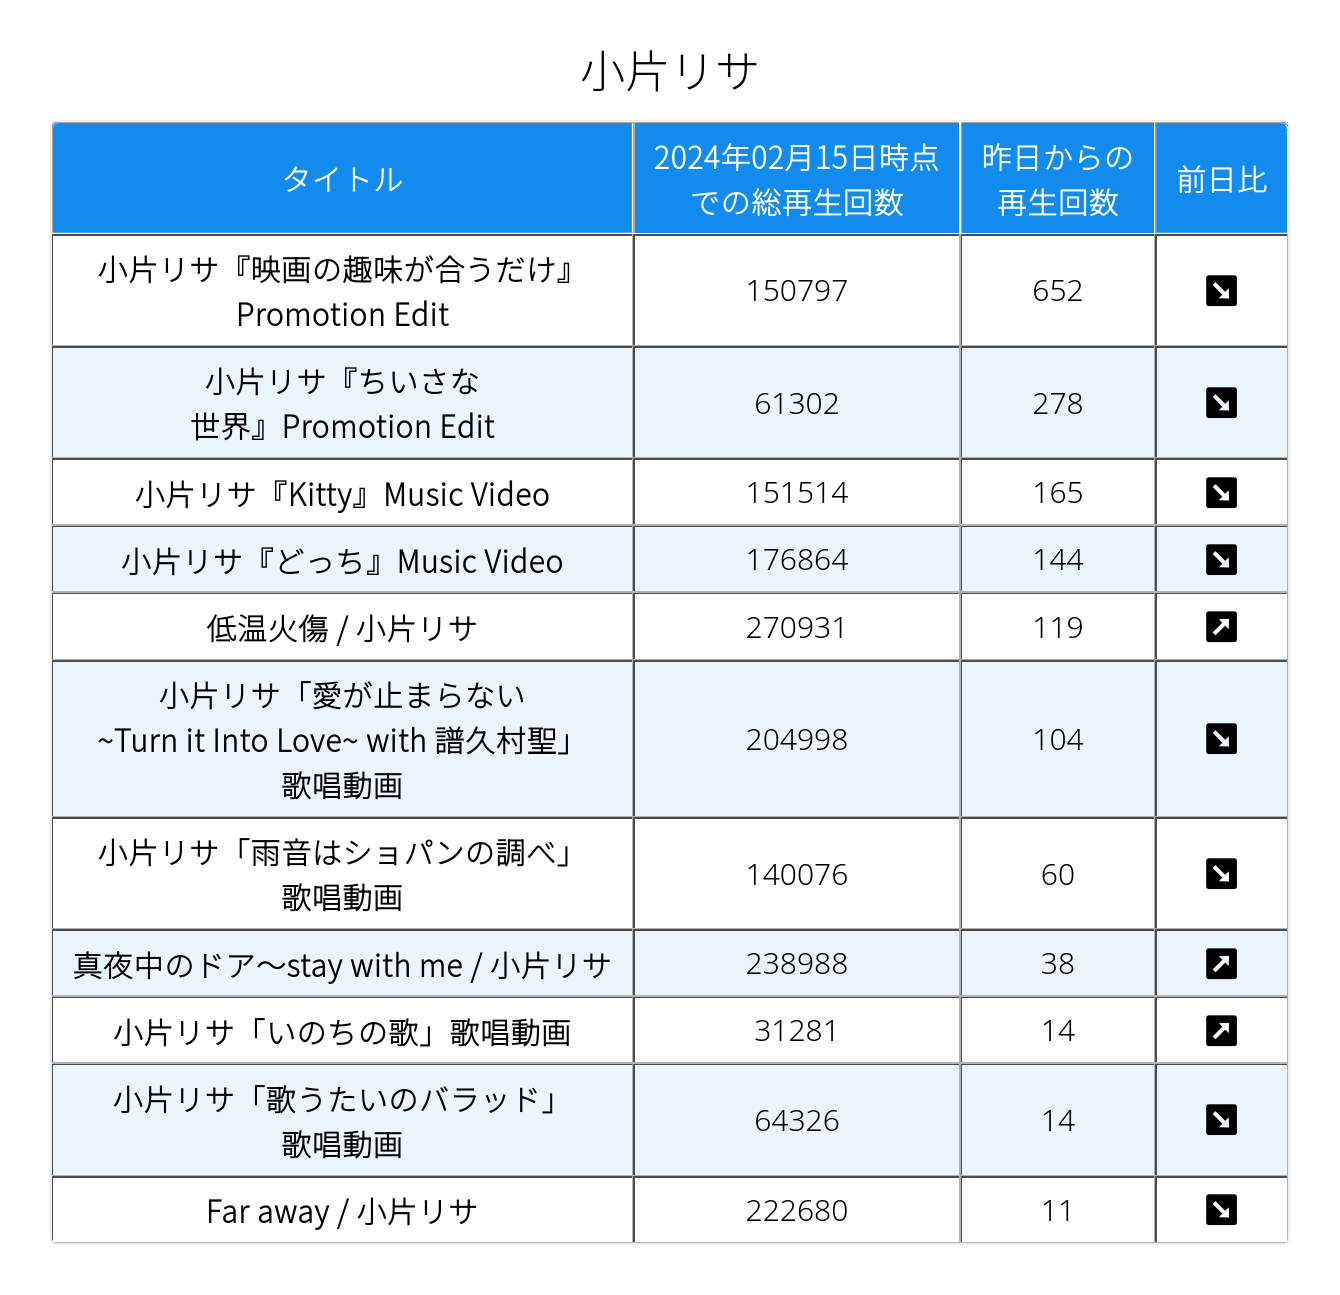 小片リサ
タイトル
2024年02月15日時点
での総再生回数
昨日からの
再生回数
前日比
小片リサ『映画の趣味が合うだけ』
Promotion Edit
150797
652
小片リサ『ちいさな
世界』Promotion Edit
61302
278
小片リサ『Kitty』Music Video
151514
165
小片リサ『どっち』Music Video
176864
144
低温火傷 / 小片リサ
270931
119
小片リサ「愛が止まらない
~Turn it Into Love~ with 譜久村聖」
歌唱動画
204998
104
小片リサ「雨音はショパンの調べ」
歌唱動画
140076
60
真夜中のドア〜stay with me / 小片リサ
238988
38
小片リサ「いのちの歌」歌唱動画
31281
14
小片リサ「歌うたいのバラッド」
歌唱動画
64326
14
Far away / 小片リサ
222680
11